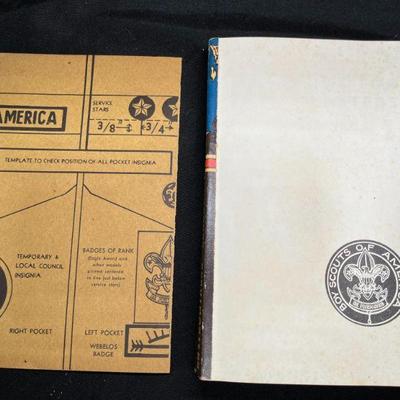 AMERICA
SERVICE
STARS
3/8" 3/4"
TEMPLATE TO CHECK POSITION OF ALL POCKET INSIGNIA
TEMPORARY &
LOCAL COUNCIL
INSIGNIA
BADGES OF RANK
(Eagle Award and
other medals
pinned centered
in line just below
service stars)
RIGHT POCKET
LEFT POCKET
WEBELOS
BADGE
BOY SCOUTS OF AMERICA